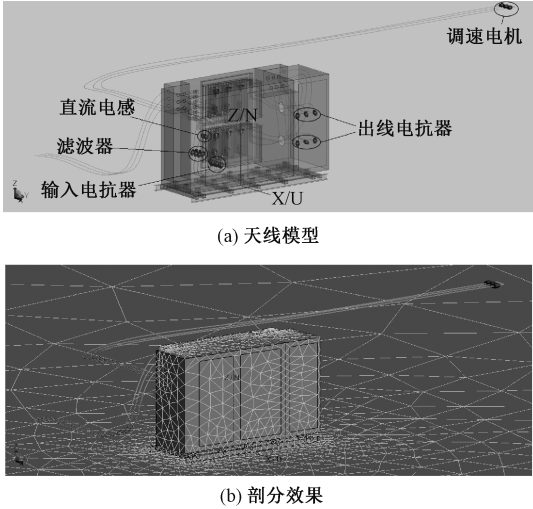 调速电机
直流电感
Z/N
出线电抗器
滤波器
输入电抗器
X/U
Z
Y
(a) 天线模型
(b) 剖分效果